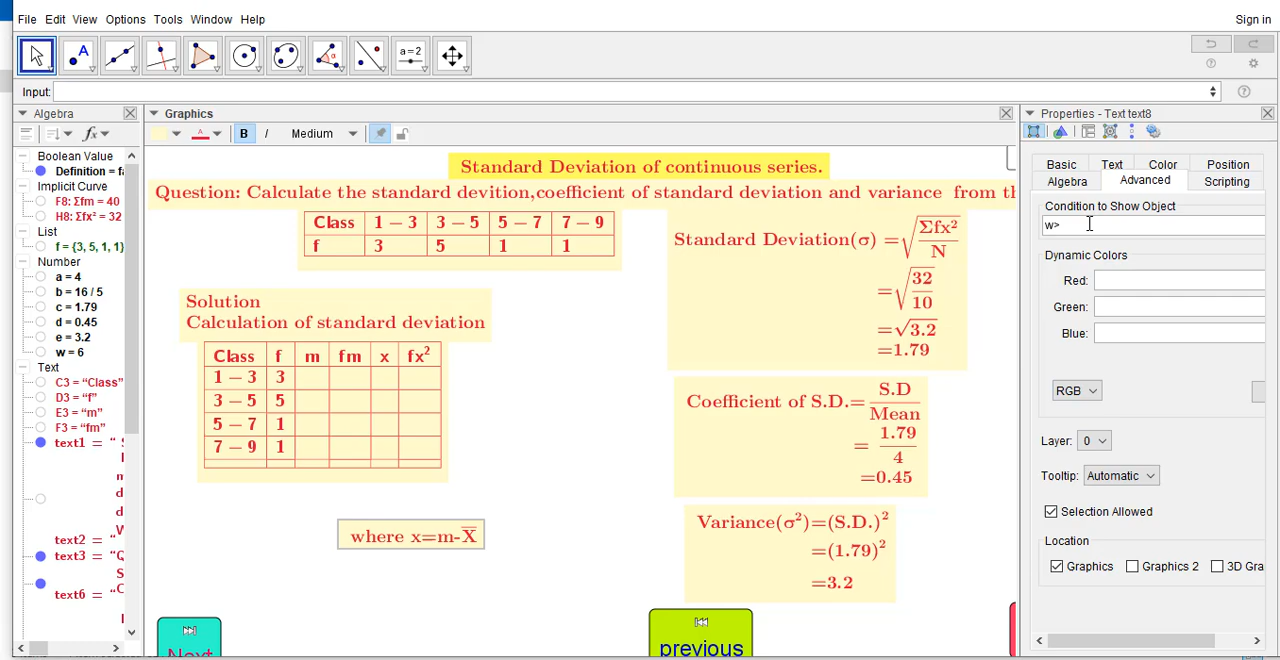 File Edit View Options Tools Window Help
Sign in
A
α
a=2
Input:
Algebra
Graphics
Properties - Text text8
fx
A
B I Medium
Boolean Value
Definition = fa
Implicit Curve
F8: Σfm = 40
H8: Σfx² = 32
List
f = {3, 5, 1, 1}
Number
a = 4
b = 16 / 5
c = 1.79
d = 0.45
e = 3.2
w = 6
Text
C3 = "Class"
D3 = "f"
E3 = "m"
F3 = "fm"
text1 = "
text2 = "
text3 = "Q
text6 = "
Standard Deviation of continuous series.
Question: Calculate the standard devition,coefficient of standard deviation and variance from th
Class 1 – 3 3 – 5 5 – 7 7 – 9
f 3 5 1 1
Solution
Calculation of standard deviation
Class f m fm x fx²
1 – 3 3
3 – 5 5
5 – 7 1
7 – 9 1
where x=m-X̅
Standard Deviation(σ) =√(Σfx²/N)
=√(32/10)
=√3.2
=1.79
Coefficient of S.D.= S.D/Mean
= 1.79/4
=0.45
Variance(σ²)=(S.D.)²
=(1.79)²
=3.2
Next
previous
Basic Text Color Position
Algebra Advanced Scripting
Condition to Show Object
w>
Dynamic Colors
Red:
Green:
Blue:
RGB
Layer: 0
Tooltip: Automatic
Selection Allowed
Location
Graphics Graphics 2 3D Gra